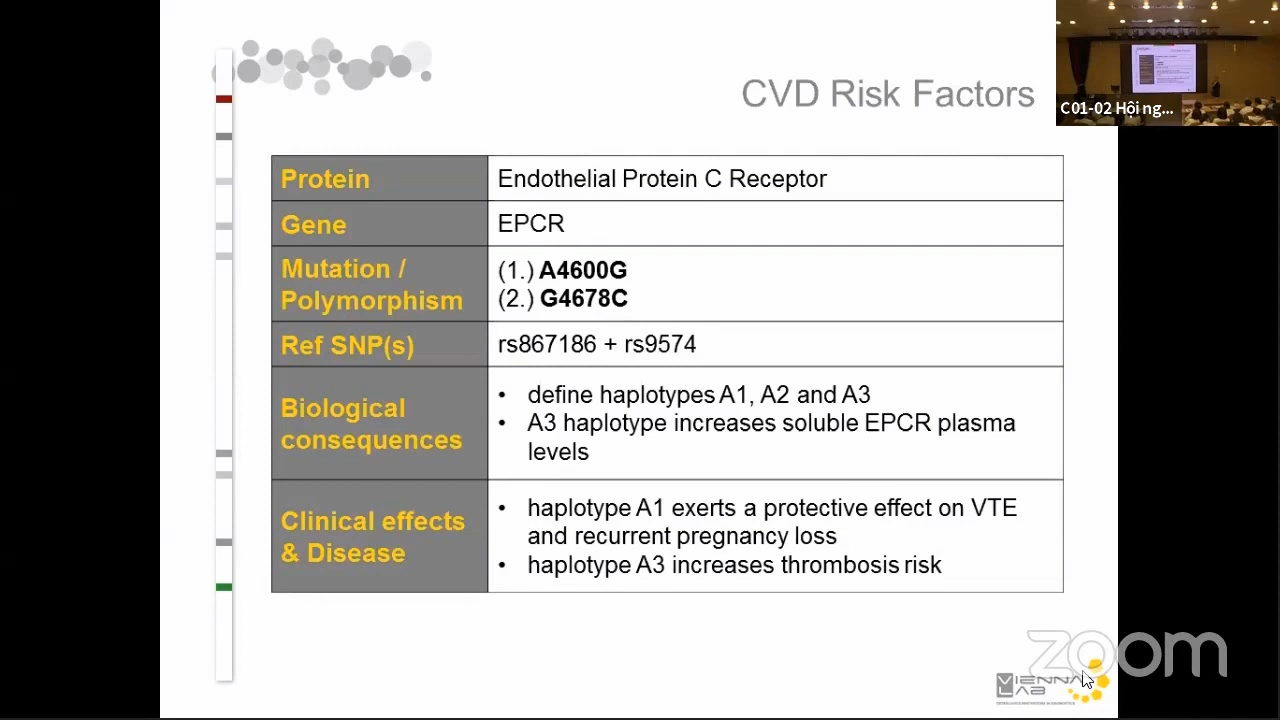 C01-02 Hội ng...
CVD Risk Factors
Protein
Endothelial Protein C Receptor
Gene
EPCR
Mutation /
Polymorphism
(1.) A4600G
(2.) G4678C
Ref SNP(s)
rs867186 + rs9574
Biological
consequences
• define haplotypes A1, A2 and A3
• A3 haplotype increases soluble EPCR plasma
levels
Clinical effects
& Disease
• haplotype A1 exerts a protective effect on VTE
and recurrent pregnancy loss
• haplotype A3 increases thrombosis risk
zoom
VIENNA
LAB